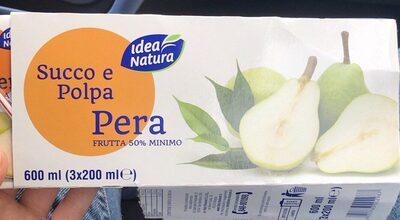 Idea
Natura
Succo e
Polpa
Pera
FRUTTA 50% MINIMO
600 ml (3x200 ml℮)